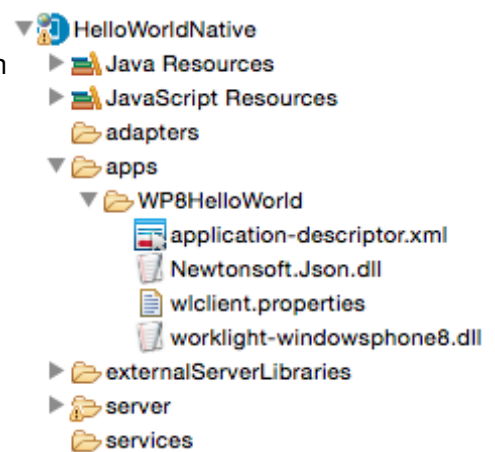 HelloWorldNative
n
Java Resources
JavaScript Resources
adapters
apps
WP8HelloWorld
application-descriptor.xml
Newtonsoft.Json.dll
wlclient.properties
worklight-windowsphone8.dll
externalServerLibraries
server
services